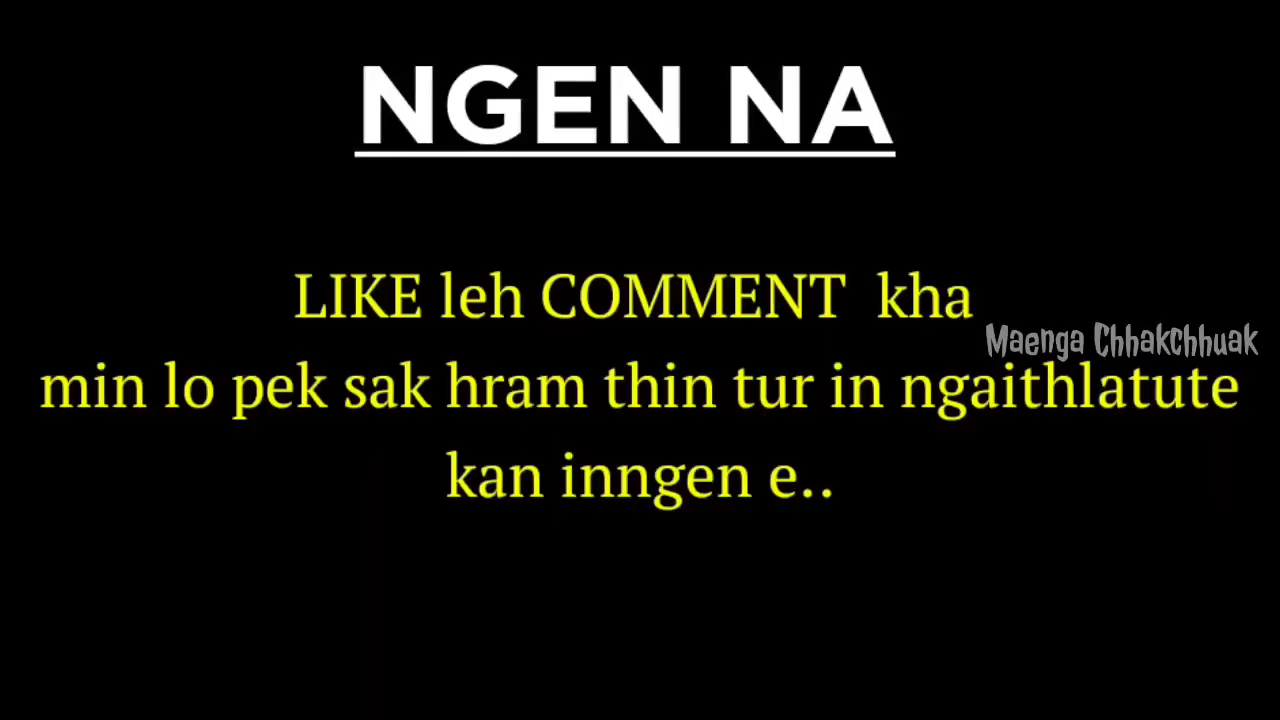 NGEN NA
LIKE leh COMMENT kha
Maenga Chhakchhuak
min lo pek sak hram thin tur in ngaithlatute
kan inngen e..